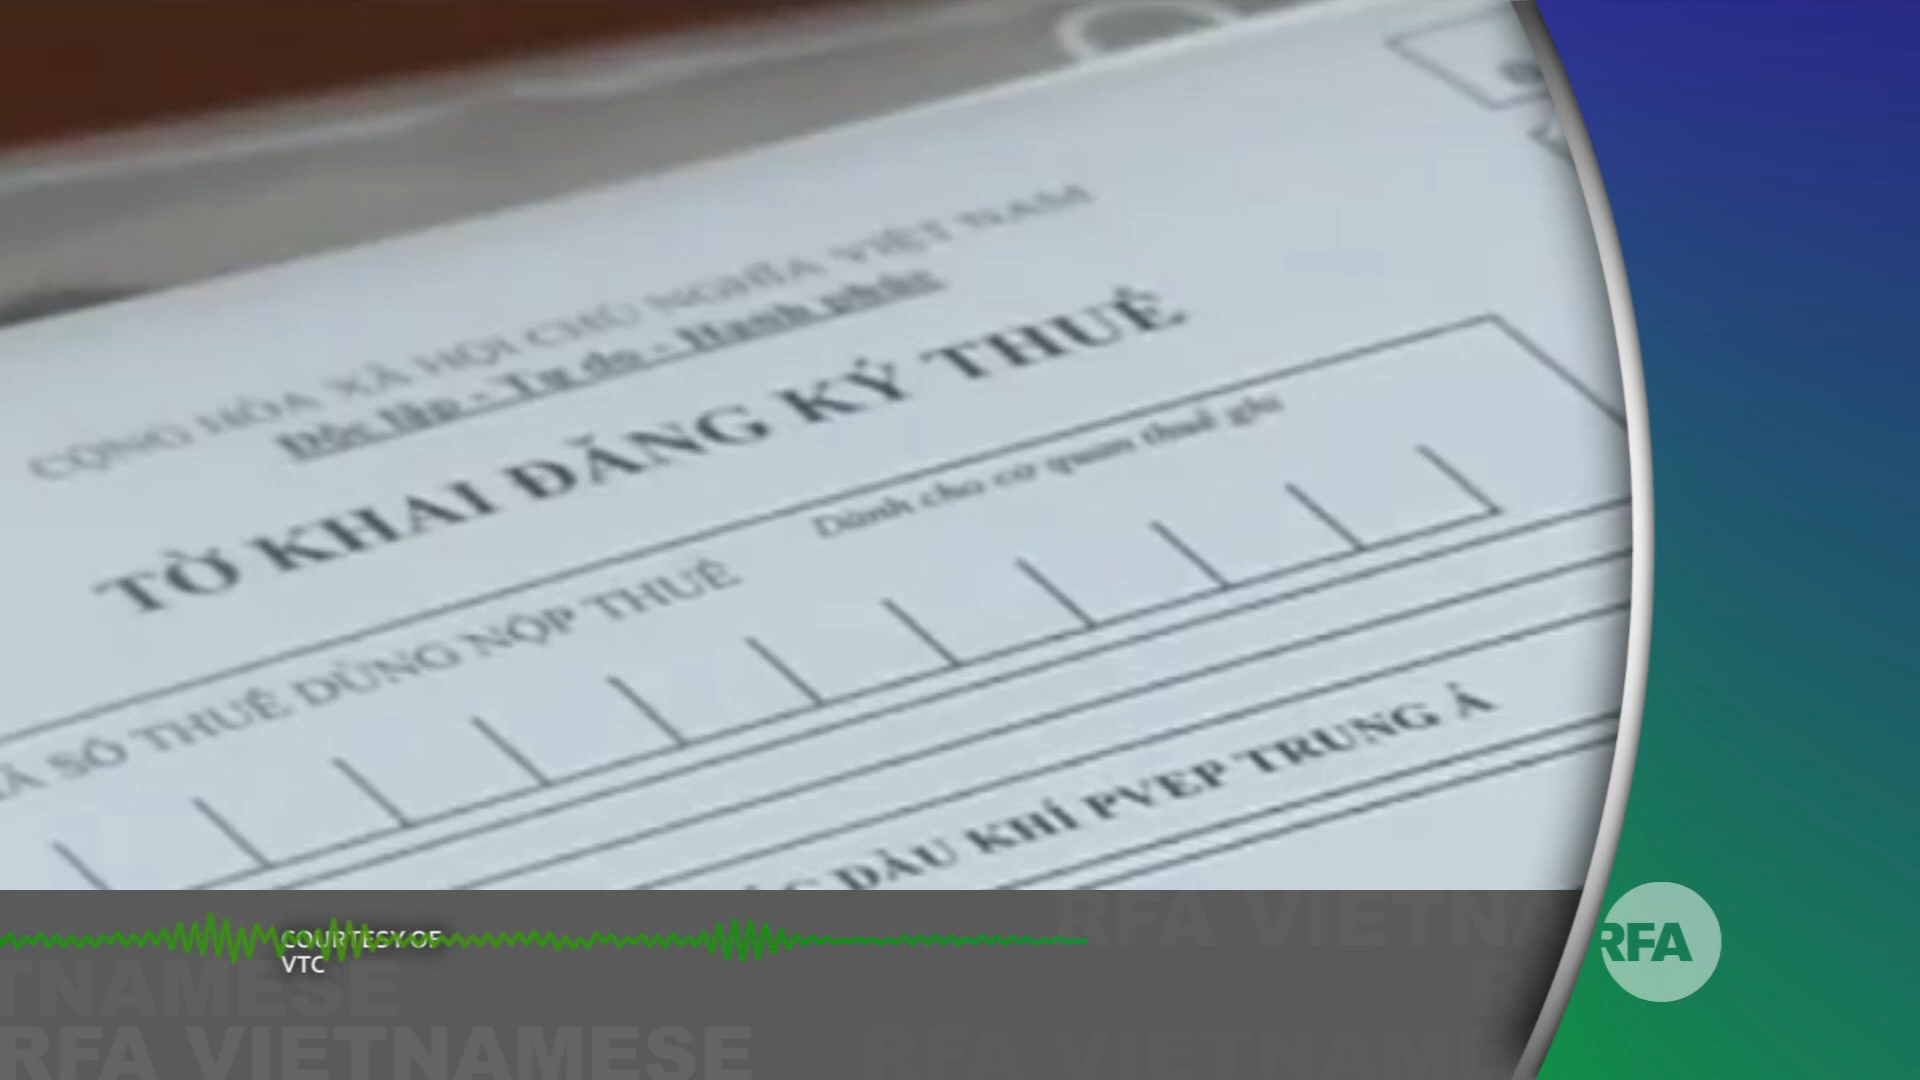 CỘNG HÒA XÃ HỘI CHỦ NGHĨA VIỆT NAM
Độc lập - Tự do - Hạnh phúc
TỜ KHAI ĐĂNG KÝ THUẾ
Dành cho cơ quan thuế ghi
MÃ SỐ THUẾ DÙNG NỘP THUẾ
DẦU KHÍ PVEP TRUNG Á
COURTESY OF
VTC
RFA
RFA VIETNAMESE